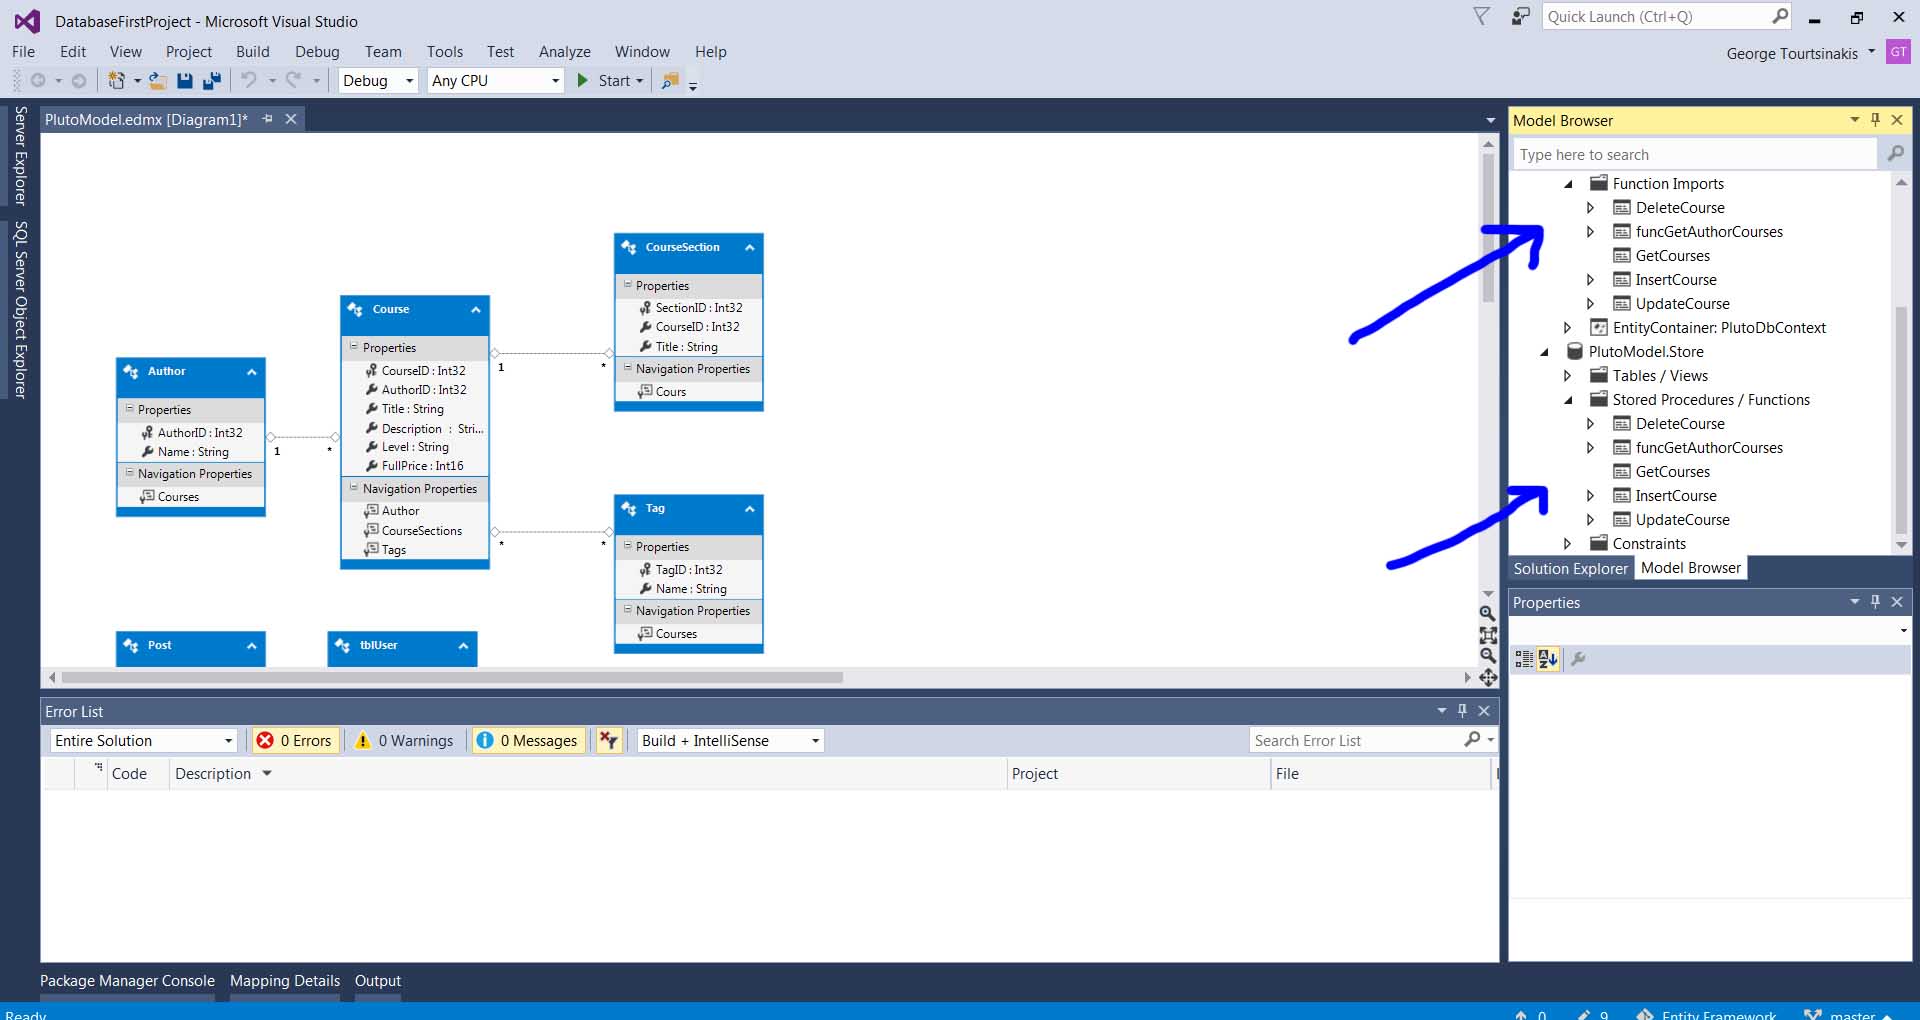 DatabaseFirstProject - Microsoft Visual Studio
Quick Launch (Ctrl+Q)
File Edit View Project Build Debug Team Tools Test Analyze Window Help
George Tourtsinakis GT
Debug Any CPU Start
Server Explorer
SQL Server Object Explorer
PlutoModel.edmx [Diagram1]*
Author
Properties
AuthorID : Int32
Name : String
Navigation Properties
Courses
Course
Properties
CourseID : Int32
AuthorID : Int32
Title : String
Description : Stri...
Level : String
FullPrice : Int16
Navigation Properties
Author
CourseSections
Tags
CourseSection
Properties
SectionID : Int32
CourseID : Int32
Title : String
Navigation Properties
Cours
Tag
Properties
TagID : Int32
Name : String
Navigation Properties
Courses
1 *
1 *
* *
Post
tblUser
Model Browser
Type here to search
Function Imports
DeleteCourse
funcGetAuthorCourses
GetCourses
InsertCourse
UpdateCourse
EntityContainer: PlutoDbContext
PlutoModel.Store
Tables / Views
Stored Procedures / Functions
DeleteCourse
funcGetAuthorCourses
GetCourses
InsertCourse
UpdateCourse
Constraints
Solution Explorer Model Browser
Properties
Error List
Entire Solution 0 Errors 0 Warnings 0 Messages Build + IntelliSense Search Error List
Code Description Project File
Package Manager Console Mapping Details Output
Ready 0 9 Entity Framework master